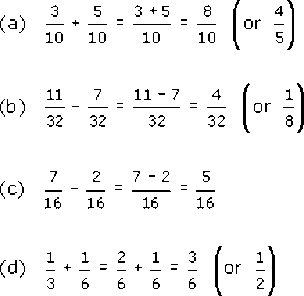 (a) 3/10 + 5/10 = (3 + 5)/10 = 8/10 (or 4/5)
(b) 11/32 − 7/32 = (11 − 7)/32 = 4/32 (or 1/8)
(c) 7/16 − 2/16 = (7 − 2)/16 = 5/16
(d) 1/3 + 1/6 = 2/6 + 1/6 = 3/6 (or 1/2)